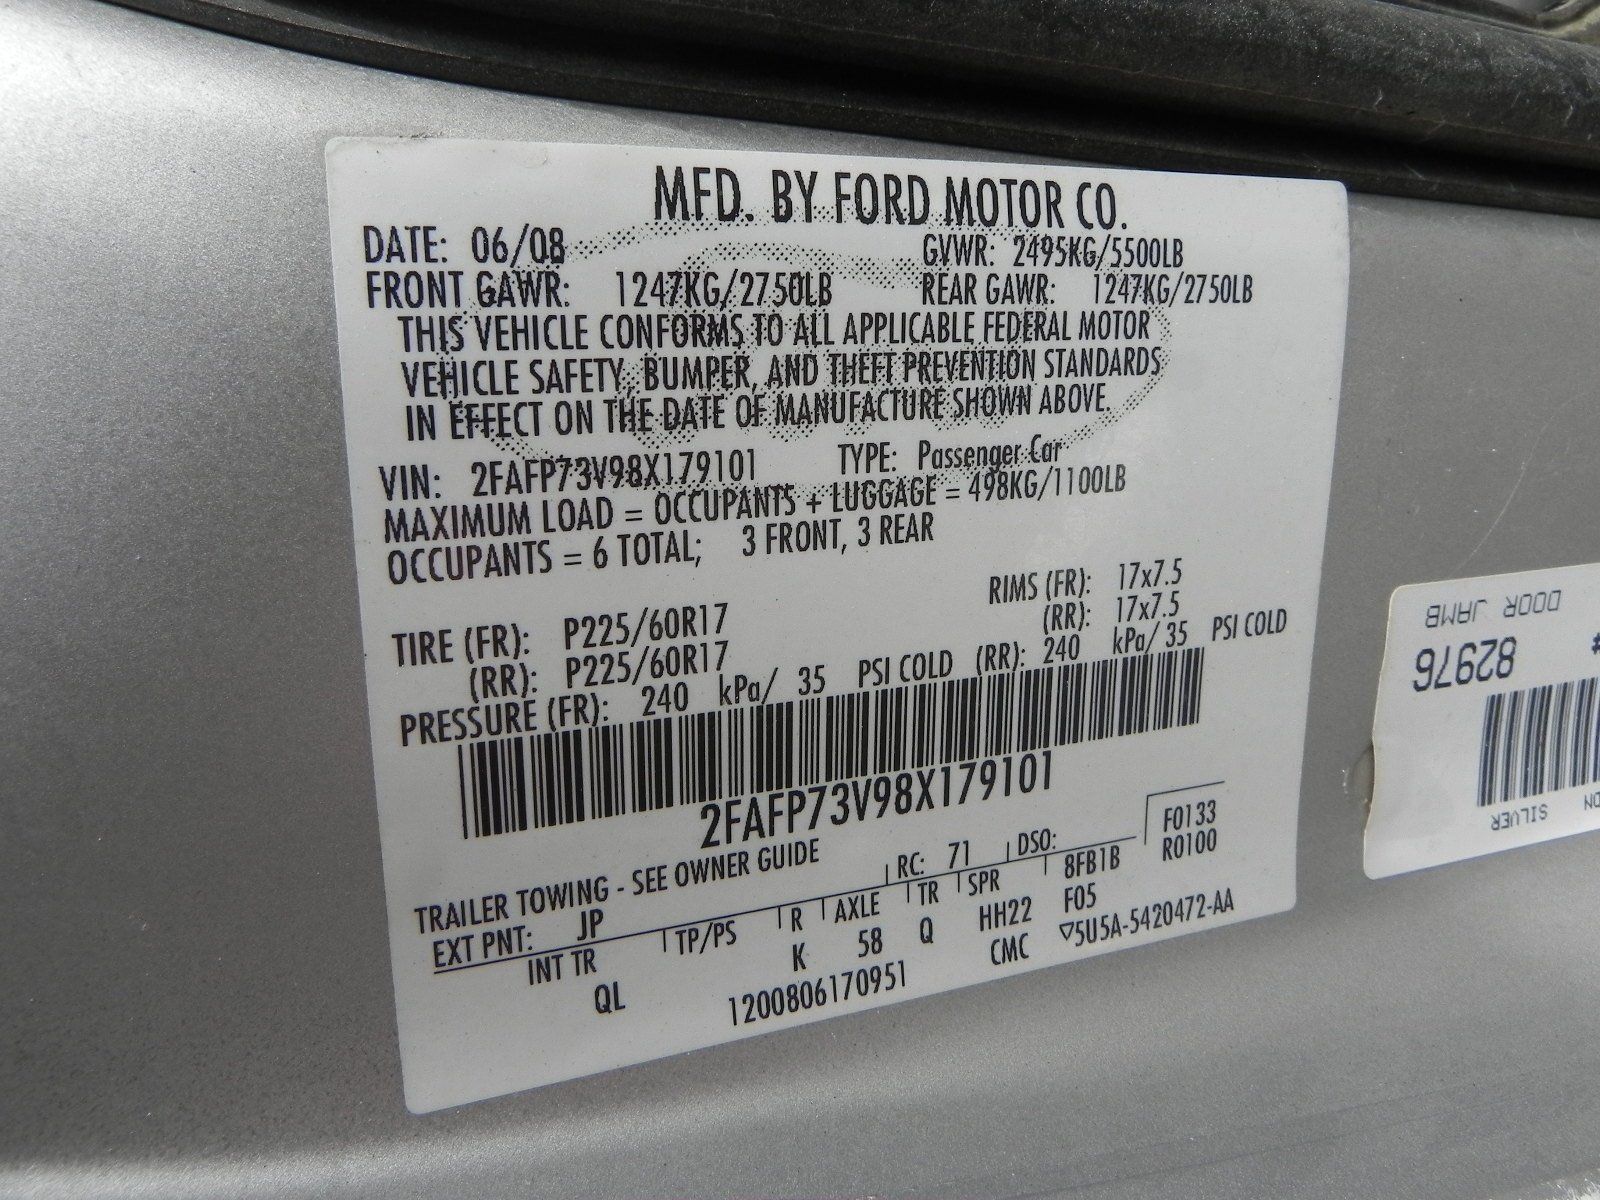 MFD. BY FORD MOTOR CO.
DATE: 06/08 GVWR: 2495KG/5500LB
FRONT GAWR: 1247KG/2750LB REAR GAWR: 1247KG/2750LB
THIS VEHICLE CONFORMS TO ALL APPLICABLE FEDERAL MOTOR
VEHICLE SAFETY, BUMPER, AND THEFT PREVENTION STANDARDS
IN EFFECT ON THE DATE OF MANUFACTURE SHOWN ABOVE.
VIN: 2FAFP73V98X179101 TYPE: Passenger Car
MAXIMUM LOAD = OCCUPANTS + LUGGAGE = 498KG/1100LB
OCCUPANTS = 6 TOTAL; 3 FRONT, 3 REAR
TIRE (FR): P225/60R17 RIMS (FR): 17x7.5
(RR): P225/60R17 (RR): 17x7.5
PRESSURE (FR): 240 kPa/ 35 PSI COLD (RR): 240 kPa/ 35 PSI COLD
2FAFP73V98X179101
TRAILER TOWING - SEE OWNER GUIDE
F0133
EXT PNT: JP RC: 71 DSO: R0100
INT TR TP/PS R AXLE TR SPR 8FB1B
QL K 58 Q HH22 F05
1200806170951 CMC ▽5U5A-5420472-AA
DOOR JAMB
82976
SILVER